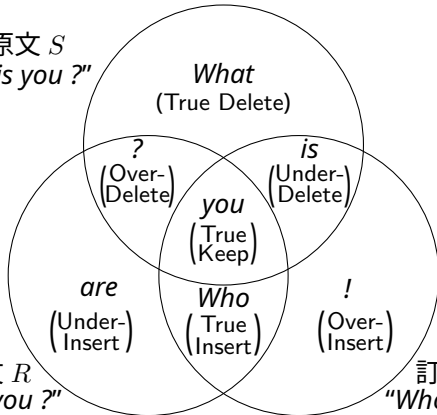 原文 S
is you ?”
What
(True Delete)
?
(Over-
Delete)
is
(Under-
Delete)
you
(True
Keep)
are
(Under-
Insert)
Who
(True
Insert)
!
(Over-
Insert)
R
you ?”
訂
“Who